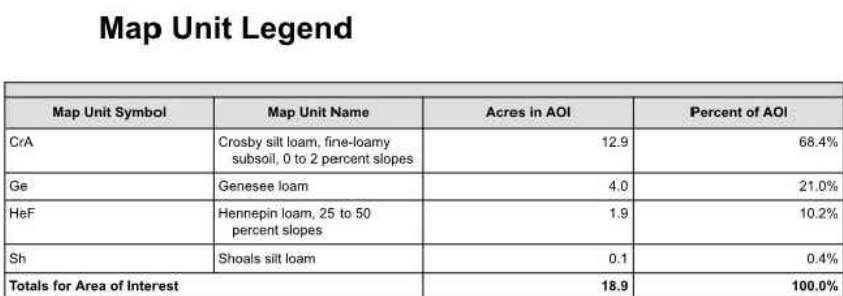 Map Unit Legend
Map Unit Symbol Map Unit Name Acres in AOI Percent of AOI
CrA Crosby silt loam, fine-loamy 12.9 68.4%
subsoil, 0 to 2 percent slopes
Ge Genesee loam 4.0 21.0%
HeF Hennepin loam, 25 to 50 1.9 10.2%
percent slopes
Sh Shoals silt loam 0.1 0.4%
Totals for Area of Interest 18.9 100.0%